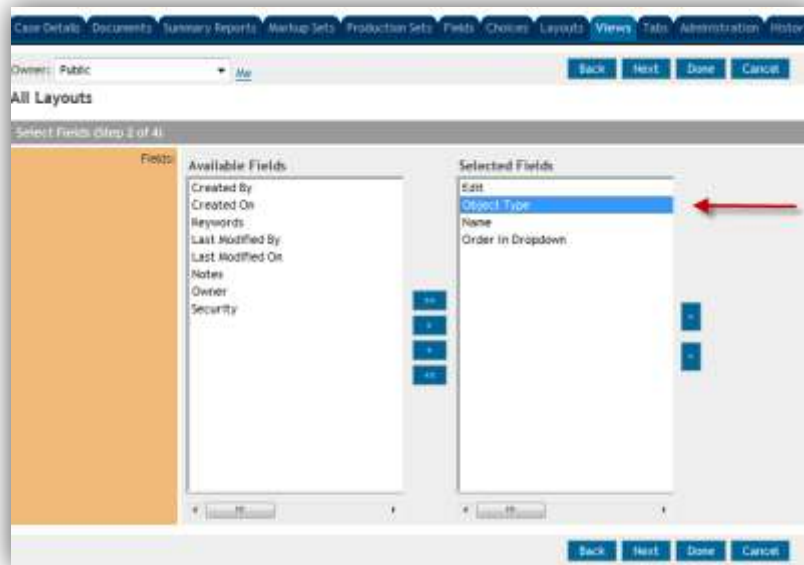 Case Details Documents Summary Reports Markup Sets Production Sets Fields Choices Layouts Views Tabs Administration Histor
Owner: Public Me Back Next Done Cancel
All Layouts
Select Fields (Step 2 of 4)
Fields: Available Fields Selected Fields
Created By Edit
Created On Object Type
Keywords Name
Last Modified By Order In Dropdown
Last Modified On
Notes
Owner
Security
Back Next Done Cancel